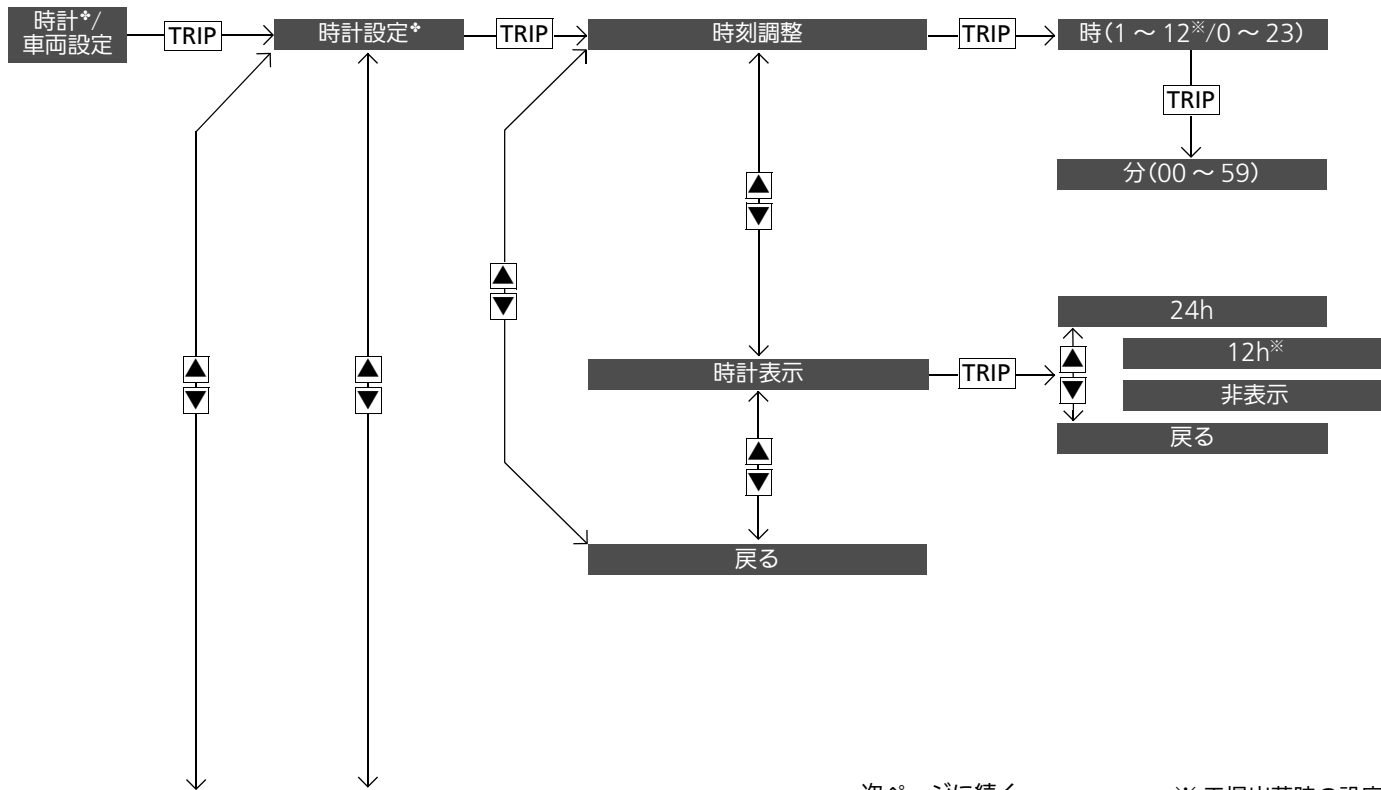 時計✤/
車両設定
TRIP
時計設定✤
TRIP
時刻調整
TRIP
時(1 ～ 12※/0 ～ 23)
TRIP
分(00 ～ 59)
▲
▼
▲
▼
24h
▲
▼
▲
▼
時計表示
TRIP
▲
▼
12h※
非表示
戻る
▲
▼
戻る